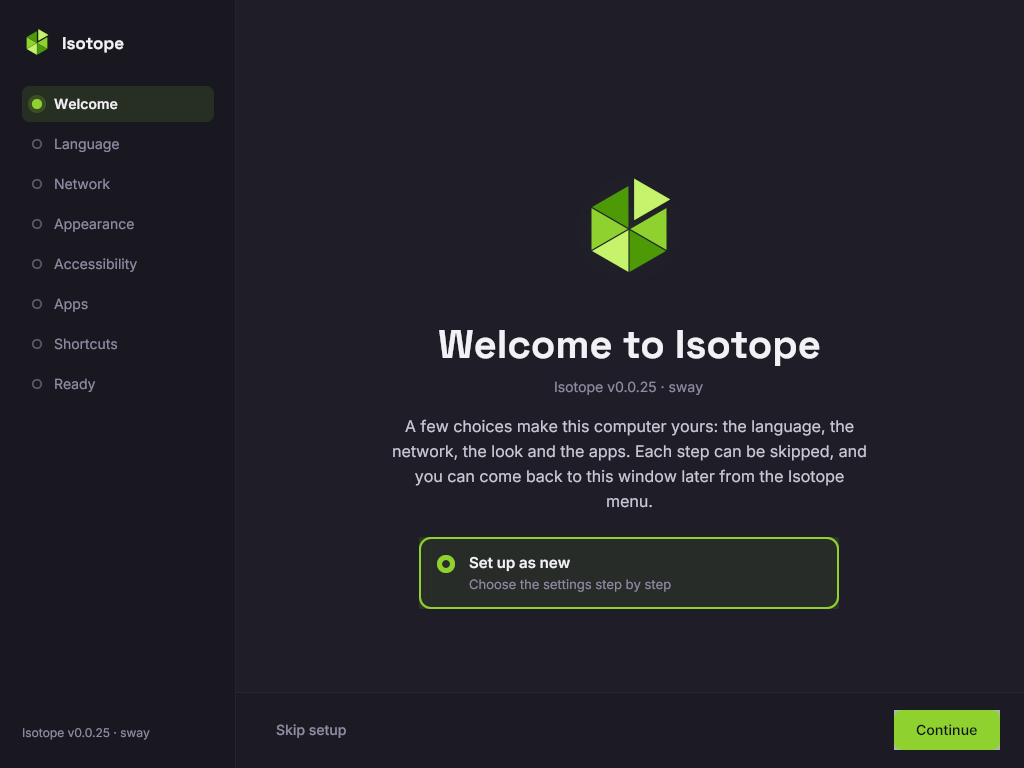 Isotope
Welcome
Language
Network
Appearance
Accessibility
Apps
Shortcuts
Ready
Isotope v0.0.25 · sway
Welcome to Isotope
Isotope v0.0.25 · sway
A few choices make this computer yours: the language, the
network, the look and the apps. Each step can be skipped, and
you can come back to this window later from the Isotope
menu.
Set up as new
Choose the settings step by step
Skip setup
Continue